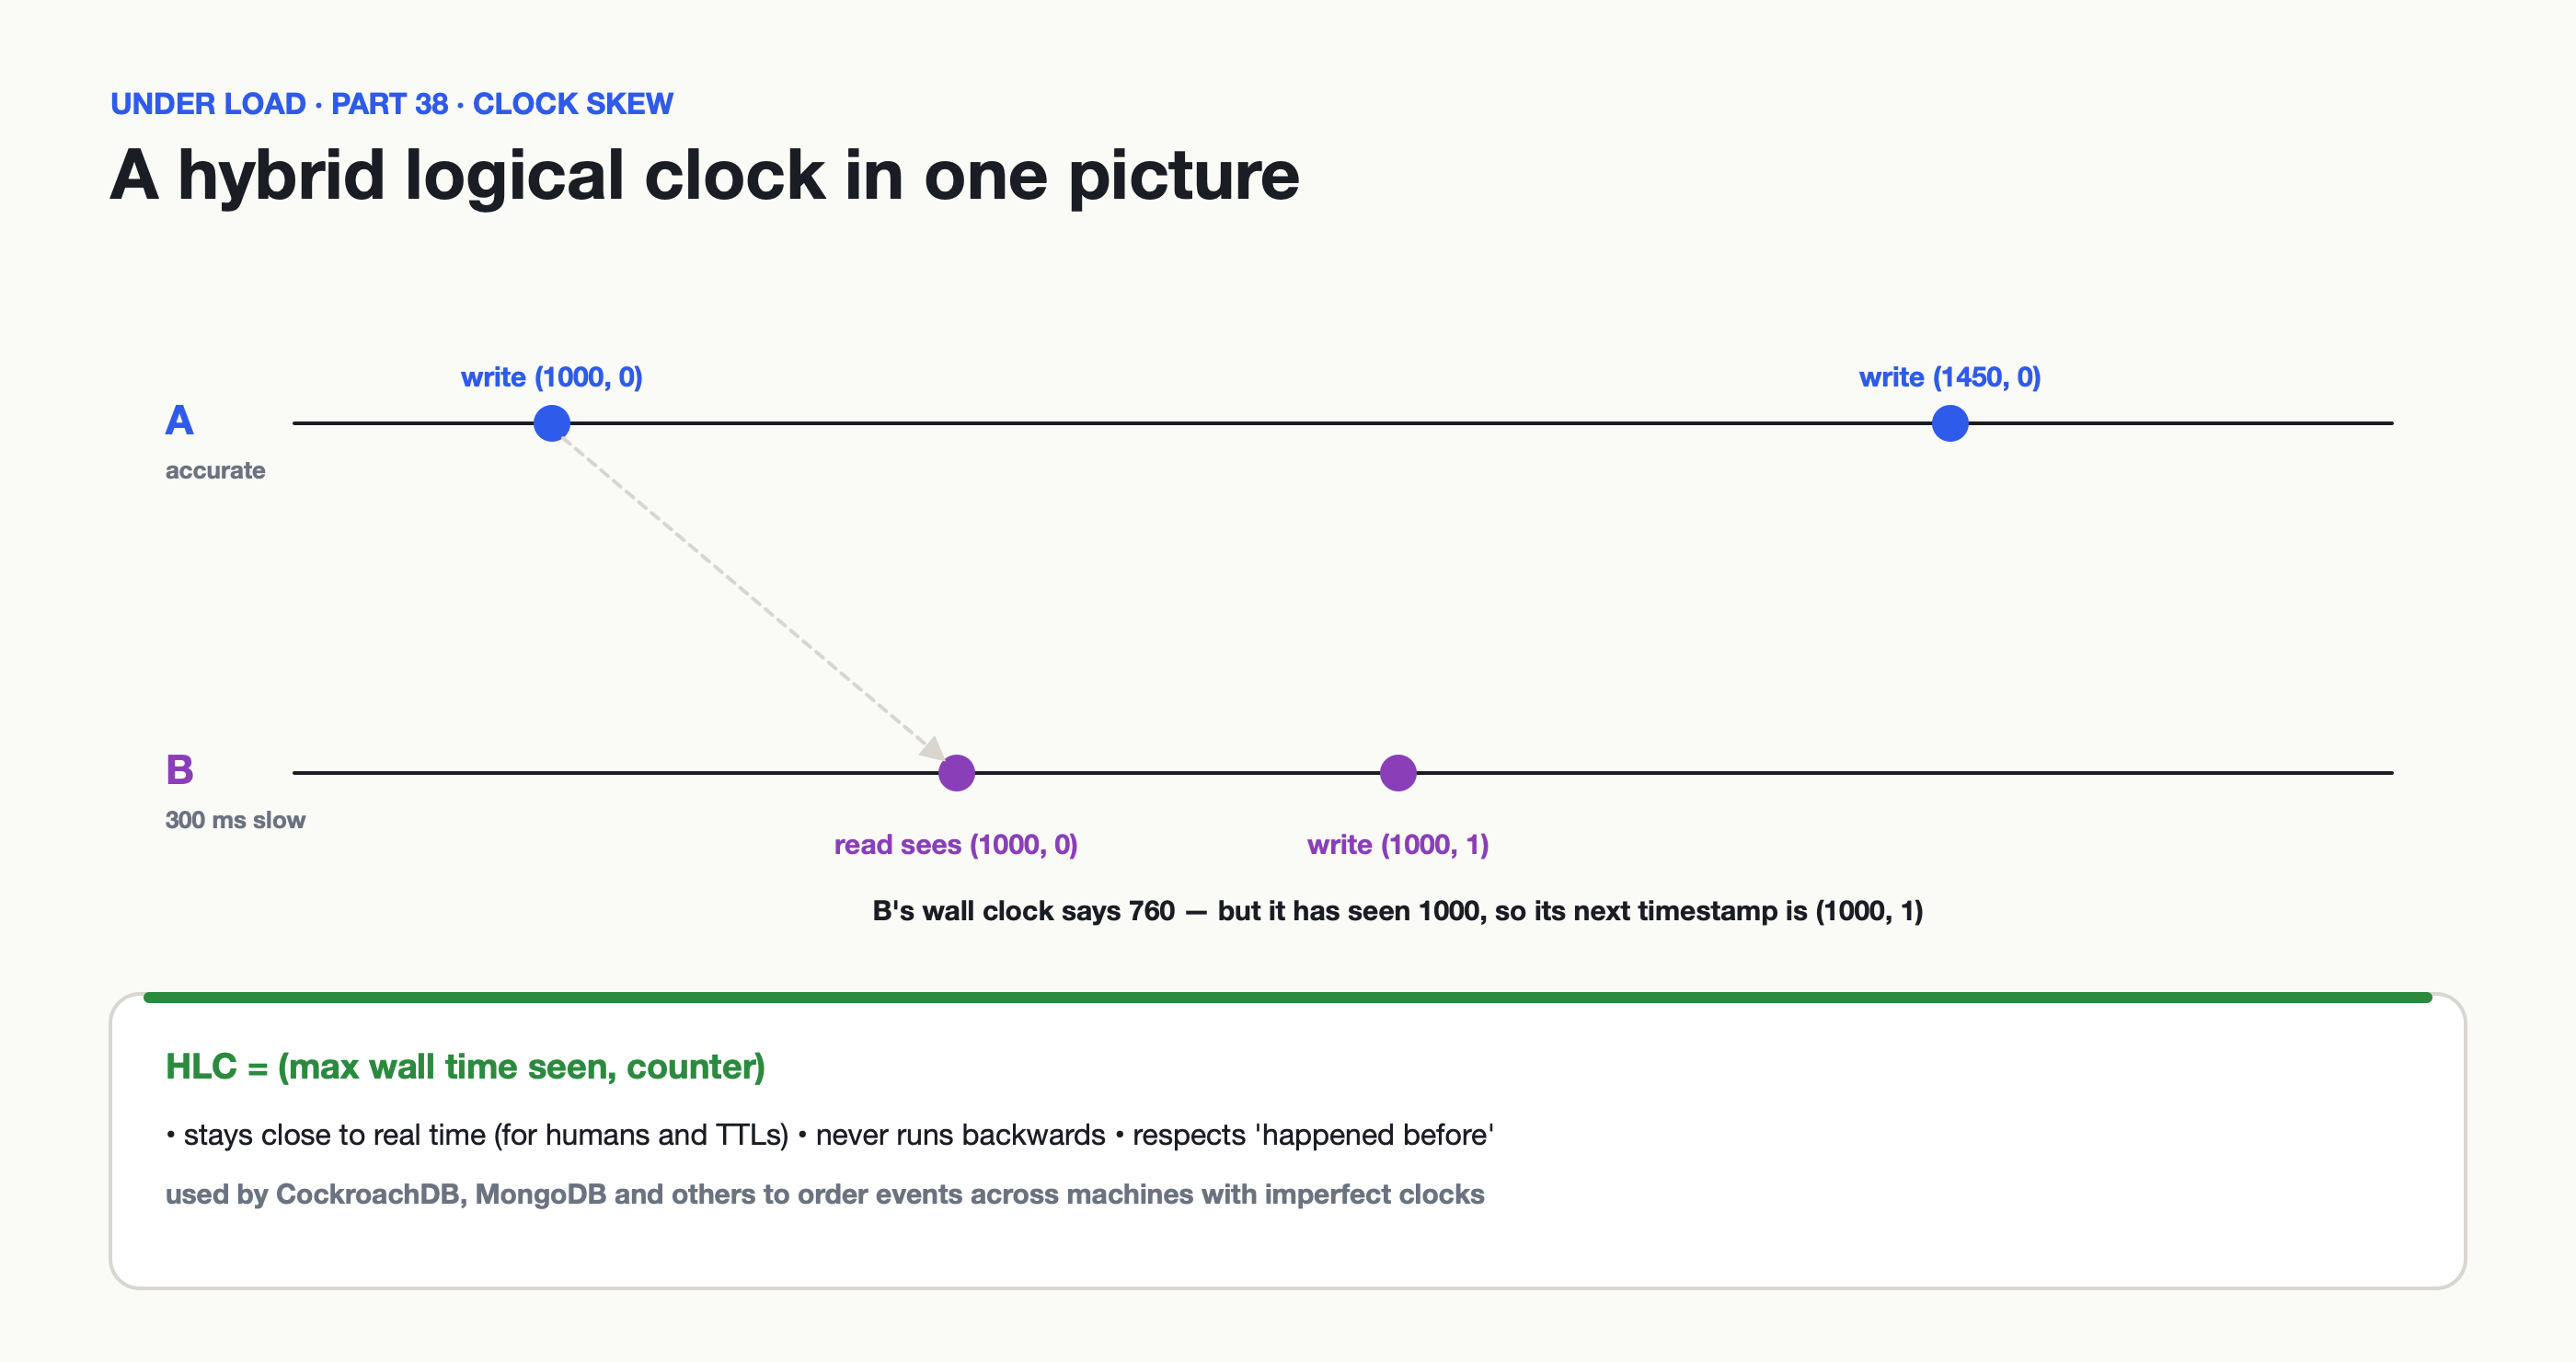 UNDER LOAD · PART 38 · CLOCK SKEW
A hybrid logical clock in one picture
write (1000, 0)
write (1450, 0)
A
accurate
B
300 ms slow
read sees (1000, 0)
write (1000, 1)
B's wall clock says 760 — but it has seen 1000, so its next timestamp is (1000, 1)
HLC = (max wall time seen, counter)
• stays close to real time (for humans and TTLs) • never runs backwards • respects 'happened before'
used by CockroachDB, MongoDB and others to order events across machines with imperfect clocks